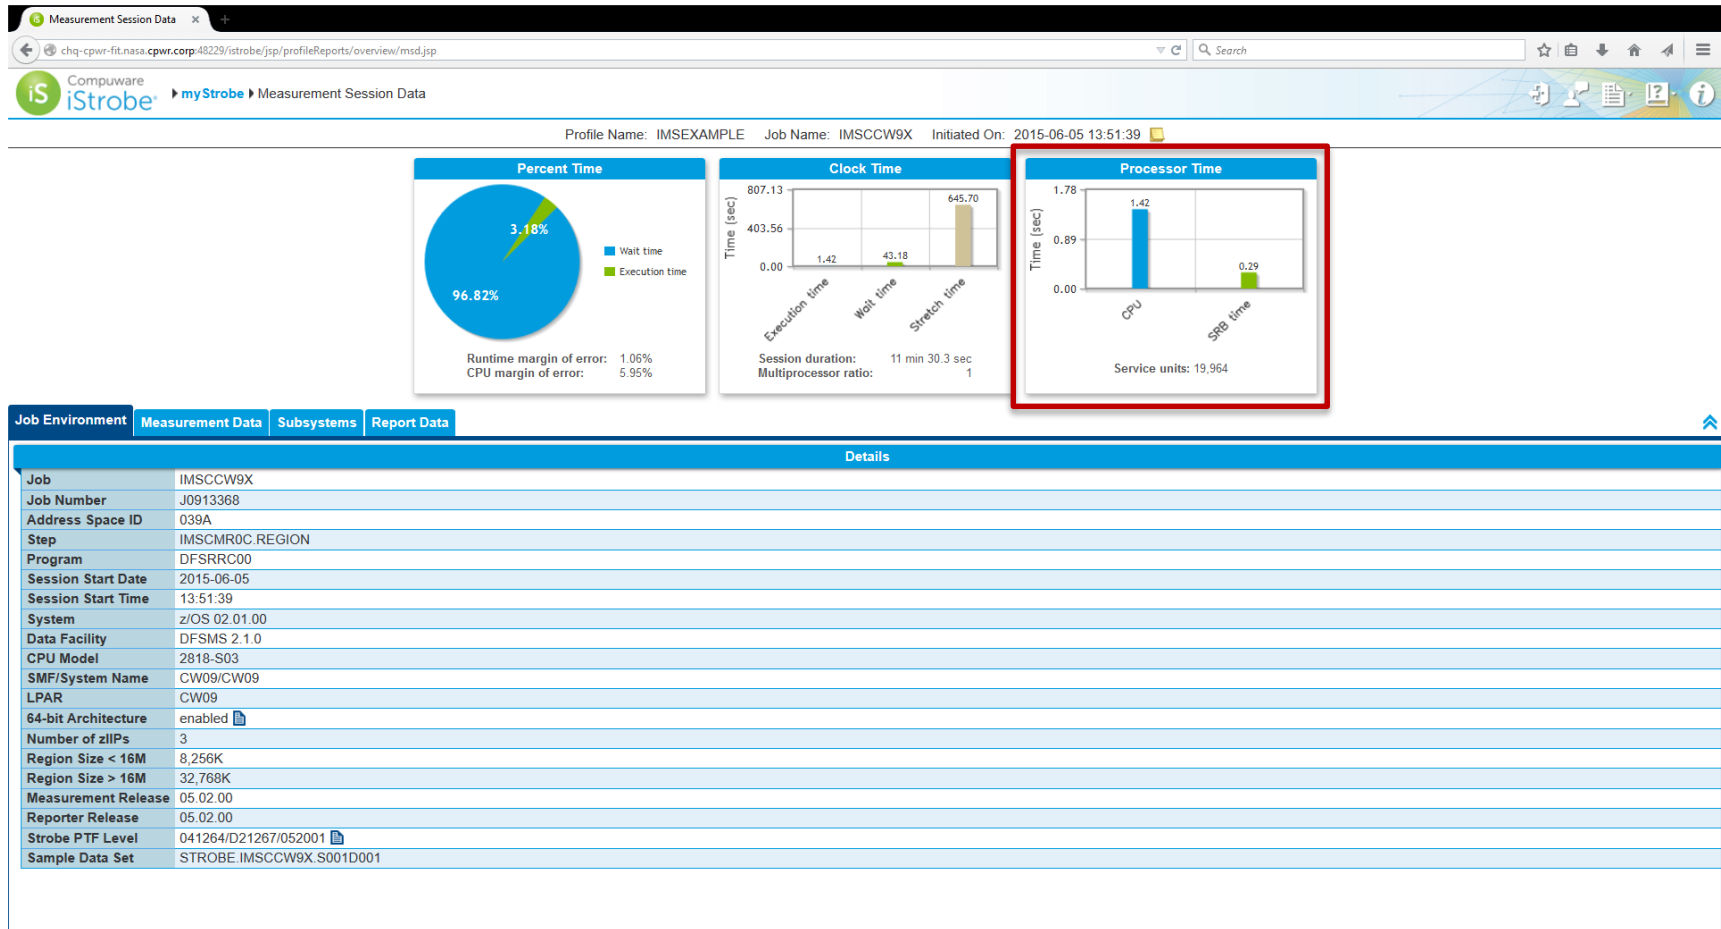 Measurement Session Data
chq-cpwr-fit.nasa.cpwr.corp:48229/istrobe/jsp/profileReports/overview/msd.jsp
Search
iS Compuware iStrobe
myStrobe Measurement Session Data
Profile Name: IMSEXAMPLE Job Name: IMSCCW9X Initiated On: 2015-06-05 13:51:39
Percent Time
3.18%
96.82%
Wait time
Execution time
Runtime margin of error: 1.06%
CPU margin of error: 5.95%
Clock Time
Time (sec)
807.13
403.56
0.00
1.42
43.18
645.70
Execution time
Wait time
Stretch time
Session duration: 11 min 30.3 sec
Multiprocessor ratio: 1
Processor Time
Time (sec)
1.78
0.89
0.00
1.42
0.29
CPU
SRB time
Service units: 19,964
Job Environment Measurement Data Subsystems Report Data
Details
Job IMSCCW9X
Job Number J0913368
Address Space ID 039A
Step IMSCMR0C.REGION
Program DFSRRC00
Session Start Date 2015-06-05
Session Start Time 13:51:39
System z/OS 02.01.00
Data Facility DFSMS 2.1.0
CPU Model 2818-S03
SMF/System Name CW09/CW09
LPAR CW09
64-bit Architecture enabled
Number of zIIPs 3
Region Size < 16M 8,256K
Region Size > 16M 32,768K
Measurement Release 05.02.00
Reporter Release 05.02.00
Strobe PTF Level 041264/D21267/052001
Sample Data Set STROBE.IMSCCW9X.S001D001